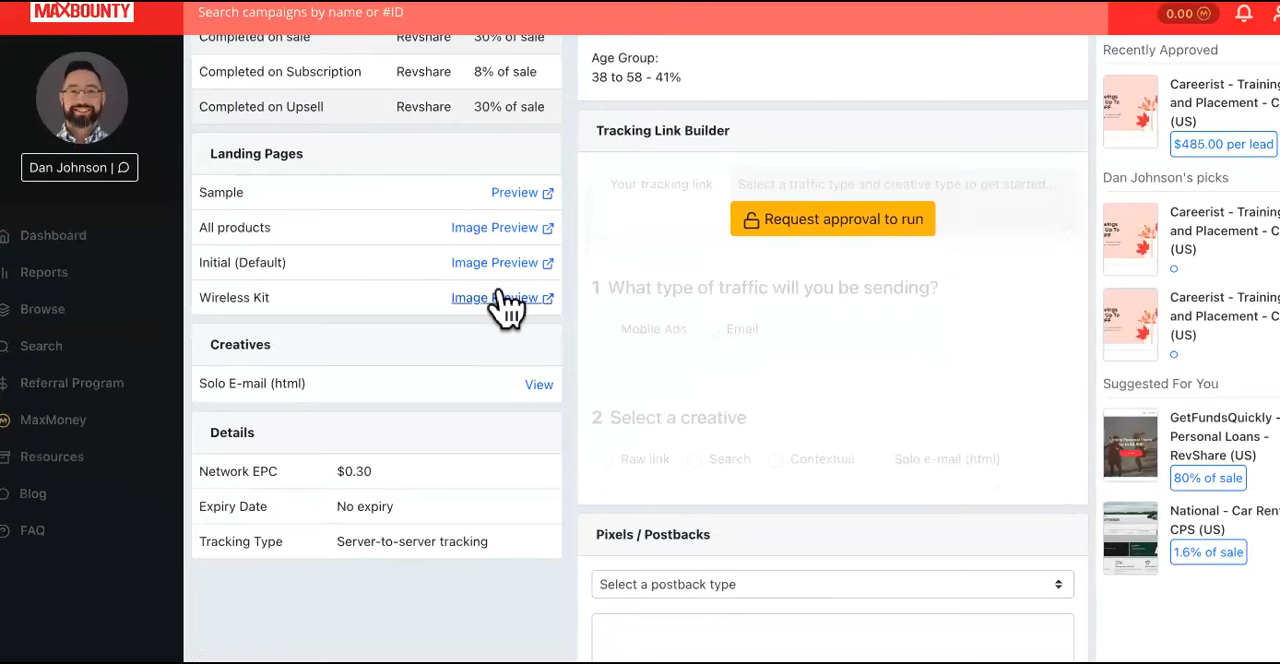 MAXBOUNTY
Search campaigns by name or #ID
0.00
Dan Johnson |
Dashboard
Reports
Browse
Search
Referral Program
MaxMoney
Resources
Blog
FAQ
Completed on sale Revshare 30% of sale
Completed on Subscription Revshare 8% of sale
Completed on Upsell Revshare 30% of sale
Landing Pages
Sample Preview
All products Image Preview
Initial (Default) Image Preview
Wireless Kit Image Preview
Creatives
Solo E-mail (html) View
Details
Network EPC $0.30
Expiry Date No expiry
Tracking Type Server-to-server tracking
Age Group:
38 to 58 - 41%
Tracking Link Builder
Your tracking link Select a traffic type and creative type to get started...
Request approval to run
1 What type of traffic will you be sending?
Mobile Ads Email
2 Select a creative
Raw link Search Contextual Solo e-mail (html)
Pixels / Postbacks
Select a postback type
Recently Approved
Careerist - Training
and Placement - C
(US)
$485.00 per lead
Dan Johnson's picks
Careerist - Training
and Placement - C
(US)
Careerist - Training
and Placement - C
(US)
Suggested For You
GetFundsQuickly -
Personal Loans -
RevShare (US)
80% of sale
National - Car Ren
CPS (US)
1.6% of sale